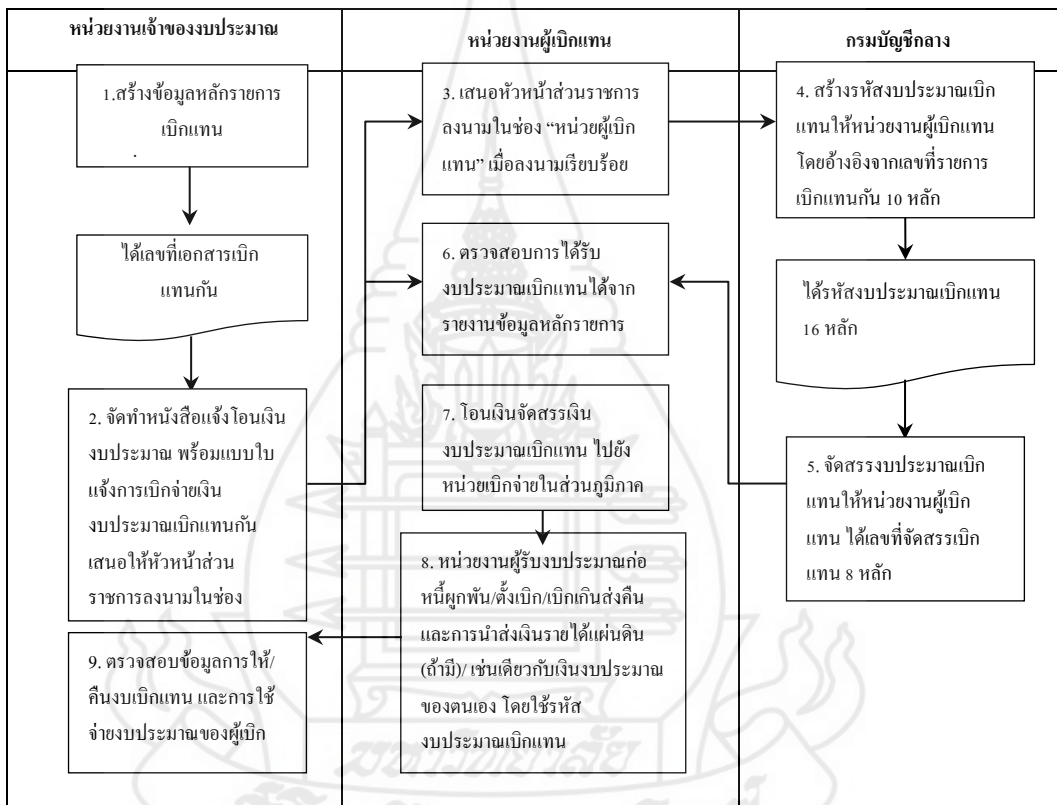 หน่วยงานเจ้าของงบประมาณ
หน่วยงานผู้เบิกแทน
กรมบัญชีกลาง
1.สร้างข้อมูลหลักรายการ
เบิกแทน
.
ได้เลขที่เอกสารเบิก
แทนกัน
2. จัดทำหนังสือแจ้งโอนเงิน
งบประมาณ พร้อมแบบใบ
แจ้งการเบิกจ่ายเงิน
งบประมาณเบิกแทนกัน
เสนอให้หัวหน้าส่วน
ราชการลงนามในช่อง
9. ตรวจสอบข้อมูลการให้/
คืนงบเบิกแทน และการใช้
จ่ายงบประมาณของผู้เบิก
3. เสนอหัวหน้าส่วนราชการ
ลงนามในช่อง “หน่วยผู้เบิก
แทน” เมื่อลงนามเรียบร้อย
6. ตรวจสอบการได้รับ
งบประมาณเบิกแทนได้จาก
รายงานข้อมูลหลักรายการ
7. โอนเงินจัดสรรเงิน
งบประมาณเบิกแทน ไปยัง
หน่วยเบิกจ่ายในส่วนภูมิภาค
8. หน่วยงานผู้รับงบประมาณก่อ
หนี้ผูกพัน/ตั้งเบิก/เบิกเกินส่งคืน
และการนำส่งเงินรายได้แผ่นดิน
(ถ้ามี)/ เช่นเดียวกับเงินงบประมาณ
ของตนเอง โดยใช้รหัส
งบประมาณเบิกแทน
4. สร้างรหัสงบประมาณเบิก
แทนให้หน่วยงานผู้เบิกแทน
โดยอ้างอิงจากเลขที่รายการ
เบิกแทนกัน 10 หลัก
ได้รหัสงบประมาณเบิกแทน
16 หลัก
5. จัดสรรงบประมาณเบิก
แทนให้หน่วยงานผู้เบิก
แทน ได้เลขที่จัดสรรเบิก
แทน 8 หลัก